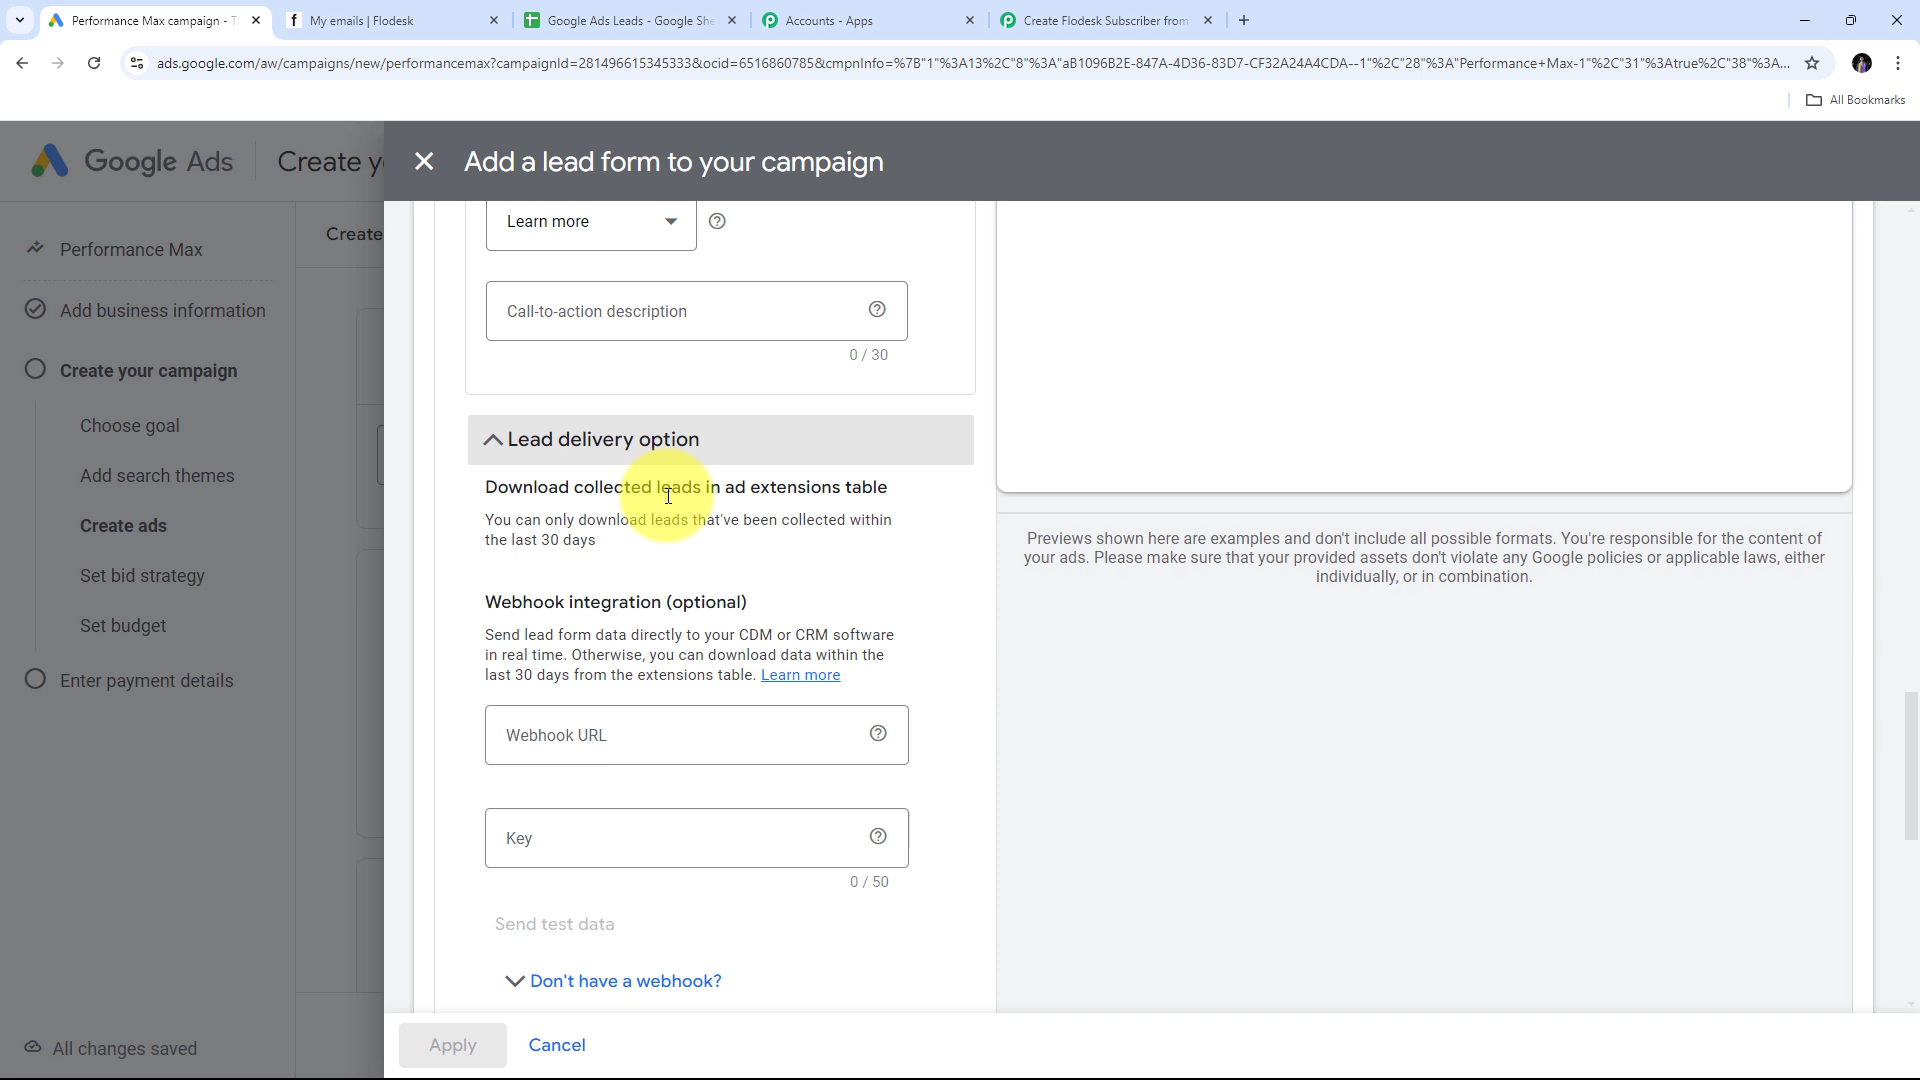 Performance Max campaign - T
My emails | Flodesk
Google Ads Leads - Google She
Accounts - Apps
Create Flodesk Subscriber from
ads.google.com/aw/campaigns/new/performancemax?campaignId=281496615345333&ocid=6516860785&cmpnInfo=%7B"1"%3A13%2C"8"%3A"aB1096B2E-847A-4D36-83D7-CF32A24A4CDA--1"%2C"28"%3A"Performance+Max-1"%2C"31"%3Atrue%2C"38"%3A...
All Bookmarks
Google Ads
Create yo
Add a lead form to your campaign
Performance Max
Create
Add business information
Create your campaign
Choose goal
Add search themes
Create ads
Set bid strategy
Set budget
Enter payment details
All changes saved
Learn more
Call-to-action description
0 / 30
Lead delivery option
Download collected leads in ad extensions table
You can only download leads that've been collected within
the last 30 days
Webhook integration (optional)
Send lead form data directly to your CDM or CRM software
in real time. Otherwise, you can download data within the
last 30 days from the extensions table. Learn more
Webhook URL
Key
0 / 50
Send test data
Don't have a webhook?
Previews shown here are examples and don't include all possible formats. You're responsible for the content of
your ads. Please make sure that your provided assets don't violate any Google policies or applicable laws, either
individually, or in combination.
Apply
Cancel